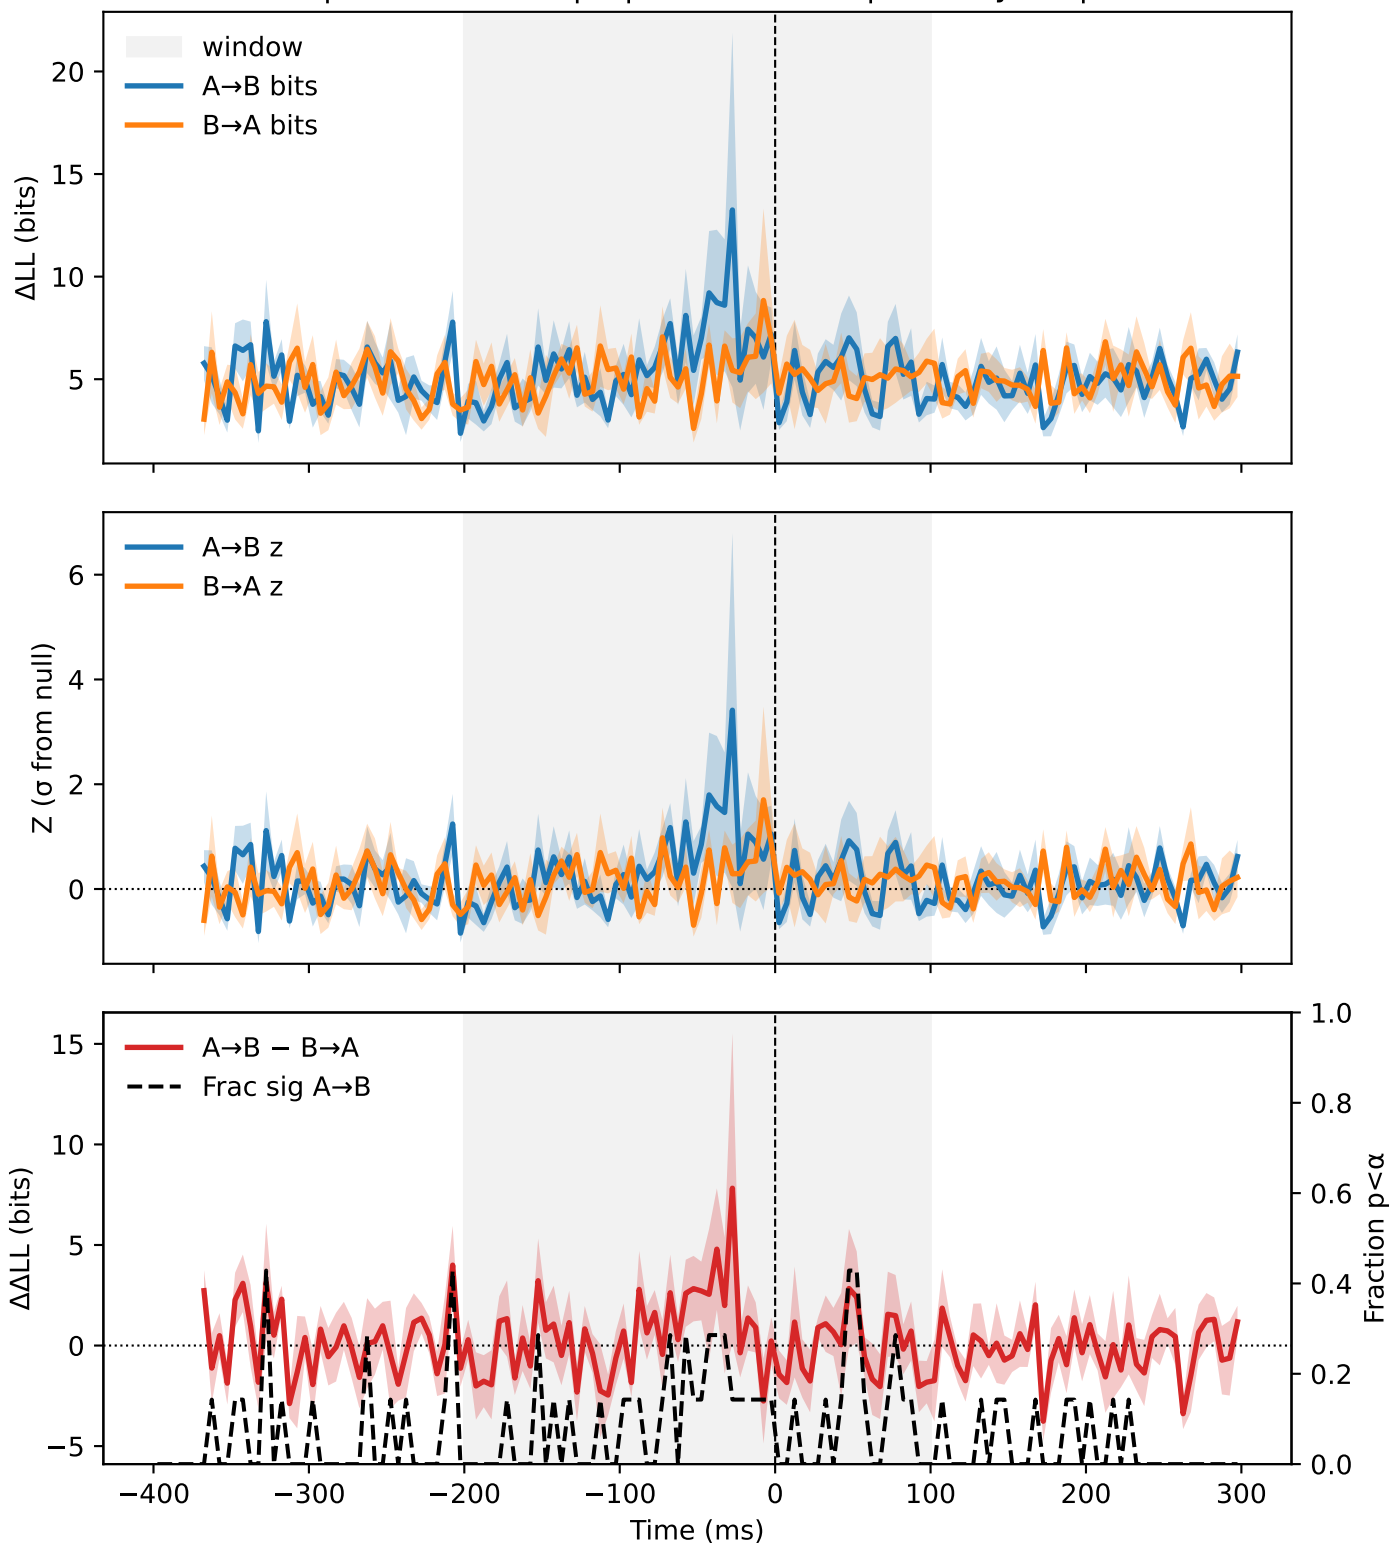 window
A→B bits
B→A bits
20
15
10
5
ΔLL (bits)
A→B z
B→A z
6
4
2
0
Z (σ from null)
A→B − B→A
Frac sig A→B
15
10
5
0
−5
ΔΔLL (bits)
1.0
0.8
0.6
0.4
0.2
0.0
Fraction p<α
−400 −300 −200 −100 0 100 200 300
Time (ms)